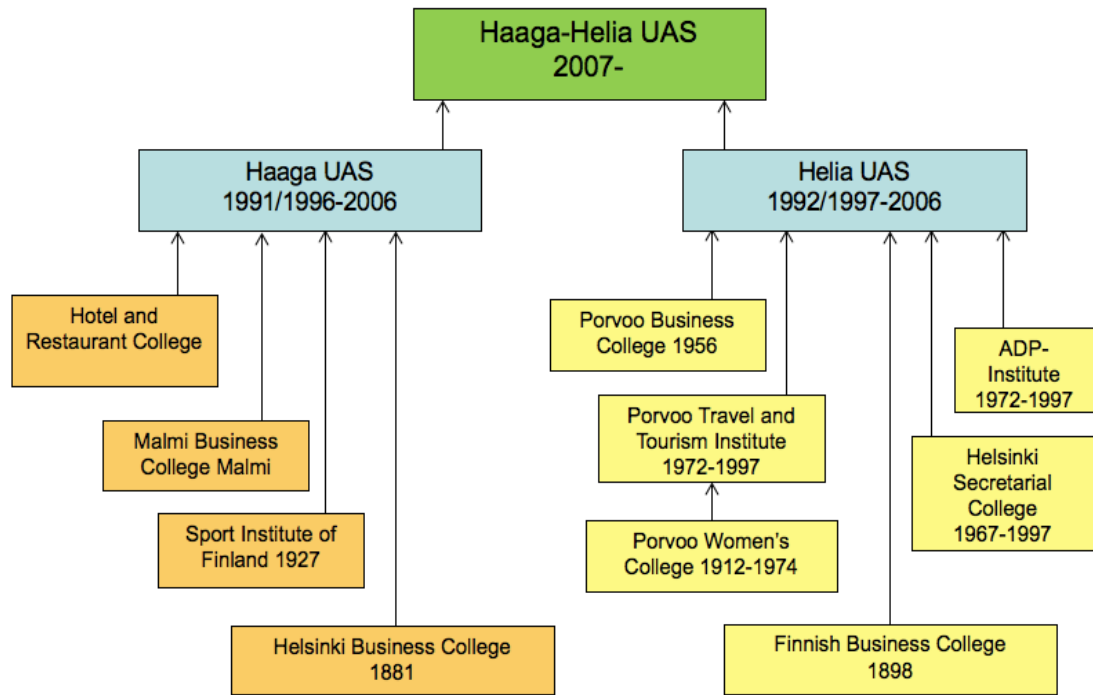 Haaga-Helia UAS
2007-
Haaga UAS
1991/1996-2006
Helia UAS
1992/1997-2006
Hotel and
Restaurant College
Malmi Business
College Malmi
Sport Institute of
Finland 1927
Helsinki Business College
1881
Porvoo Business
College 1956
Porvoo Travel and
Tourism Institute
1972-1997
Porvoo Women's
College 1912-1974
Finnish Business College
1898
ADP-
Institute
1972-1997
Helsinki
Secretarial
College
1967-1997